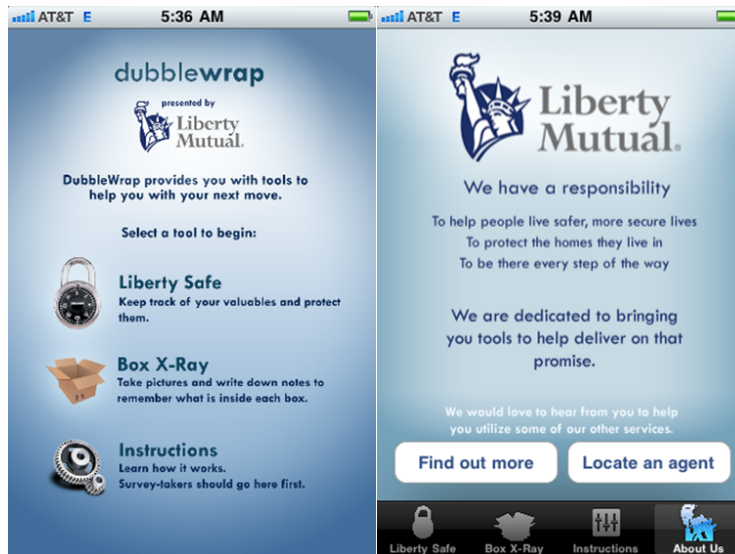 AT&T E 5:36 AM
dubblewrap
presented by
Liberty
Mutual.
DubbleWrap provides you with tools to
help you with your next move.
Select a tool to begin:
Liberty Safe
Keep track of your valuables and protect
them.
Box X-Ray
Take pictures and write down notes to
remember what is inside each box.
Instructions
Learn how it works.
Survey-takers should go here first.
AT&T E 5:39 AM
Liberty
Mutual.
We have a responsibility
To help people live safer, more secure lives
To protect the homes they live in
To be there every step of the way
We are dedicated to bringing
you tools to help deliver on that
promise.
We would love to hear from you to help
you utilize some of our other services.
Find out more Locate an agent
Liberty Safe Box X-Ray Instructions About Us